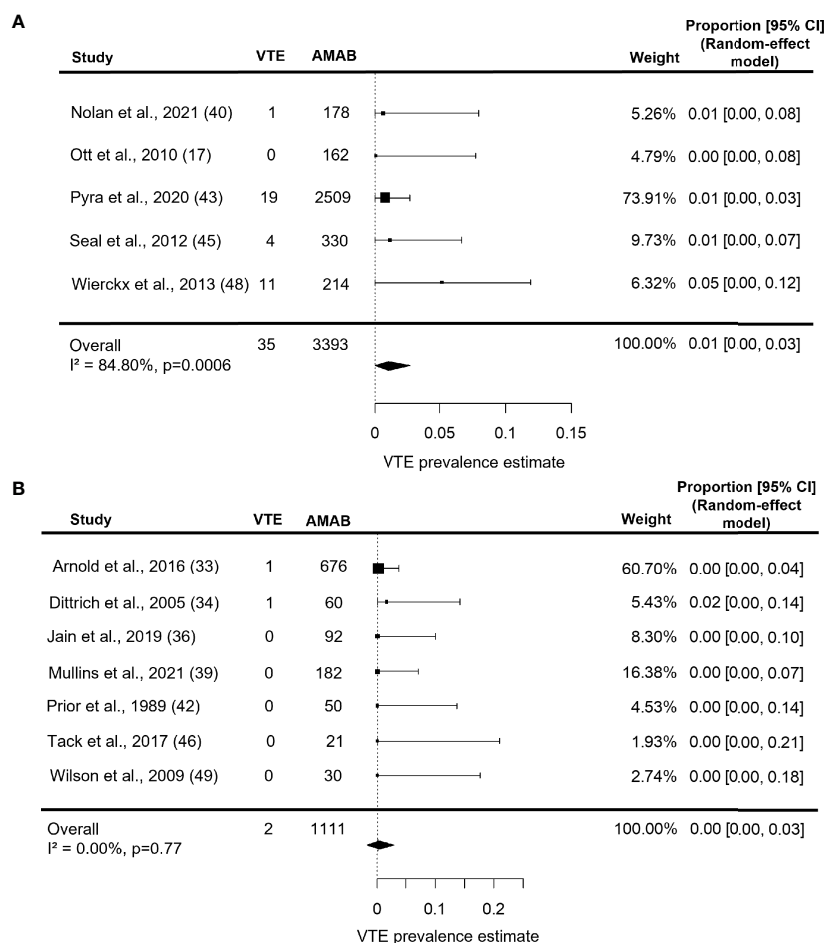 A
Study VTE AMAB Weight Proportion [95% CI]
(Random-effect
model)
Nolan et al., 2021 (40) 1 178 5.26% 0.01 [0.00, 0.08]
Ott et al., 2010 (17) 0 162 4.79% 0.00 [0.00, 0.08]
Pyra et al., 2020 (43) 19 2509 73.91% 0.01 [0.00, 0.03]
Seal et al., 2012 (45) 4 330 9.73% 0.01 [0.00, 0.07]
Wierckx et al., 2013 (48) 11 214 6.32% 0.05 [0.00, 0.12]
Overall 35 3393 100.00% 0.01 [0.00, 0.03]
I² = 84.80%, p=0.0006
0 0.05 0.1 0.15
VTE prevalence estimate
B
Study VTE AMAB Weight Proportion [95% CI]
(Random-effect
model)
Arnold et al., 2016 (33) 1 676 60.70% 0.00 [0.00, 0.04]
Dittrich et al., 2005 (34) 1 60 5.43% 0.02 [0.00, 0.14]
Jain et al., 2019 (36) 0 92 8.30% 0.00 [0.00, 0.10]
Mullins et al., 2021 (39) 0 182 16.38% 0.00 [0.00, 0.07]
Prior et al., 1989 (42) 0 50 4.53% 0.00 [0.00, 0.14]
Tack et al., 2017 (46) 0 21 1.93% 0.00 [0.00, 0.21]
Wilson et al., 2009 (49) 0 30 2.74% 0.00 [0.00, 0.18]
Overall 2 1111 100.00% 0.00 [0.00, 0.03]
I² = 0.00%, p=0.77
0 0.1 0.2
VTE prevalence estimate